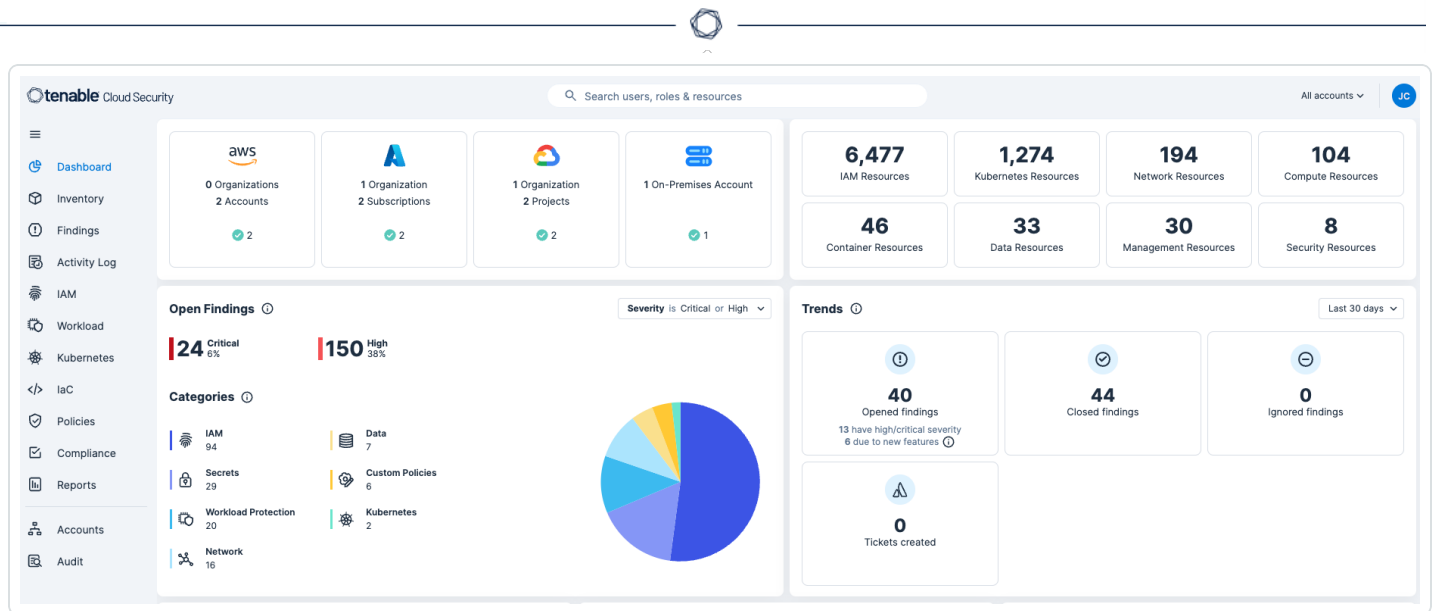 tenable Cloud Security
Search users, roles & resources
All accounts
JC
Dashboard
Inventory
Findings
Activity Log
IAM
Workload
Kubernetes
IaC
Policies
Compliance
Reports
Accounts
Audit
aws
0 Organizations
2 Accounts
2
1 Organization
2 Subscriptions
2
1 Organization
2 Projects
2
1 On-Premises Account
1
6,477
IAM Resources
1,274
Kubernetes Resources
194
Network Resources
104
Compute Resources
46
Container Resources
33
Data Resources
30
Management Resources
8
Security Resources
Open Findings
Severity is Critical or High
24 Critical
6%
150 High
38%
Categories
IAM
94
Secrets
29
Workload Protection
20
Network
16
Data
7
Custom Policies
6
Kubernetes
2
Trends
Last 30 days
40
Opened findings
13 have high/critical severity
6 due to new features
44
Closed findings
0
Ignored findings
0
Tickets created